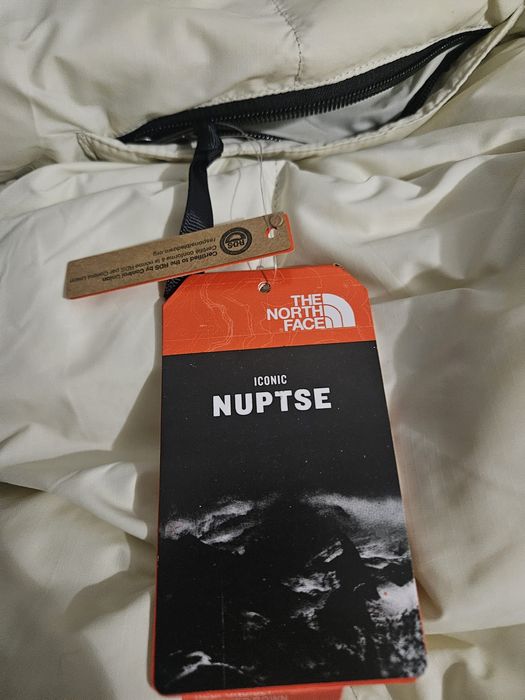 Certified to the RDS by Control Union
Certifié conforme à la norme RDS par Control Union
responsibledown.org
RDS
THE
NORTH
FACE
ICONIC
NUPTSE